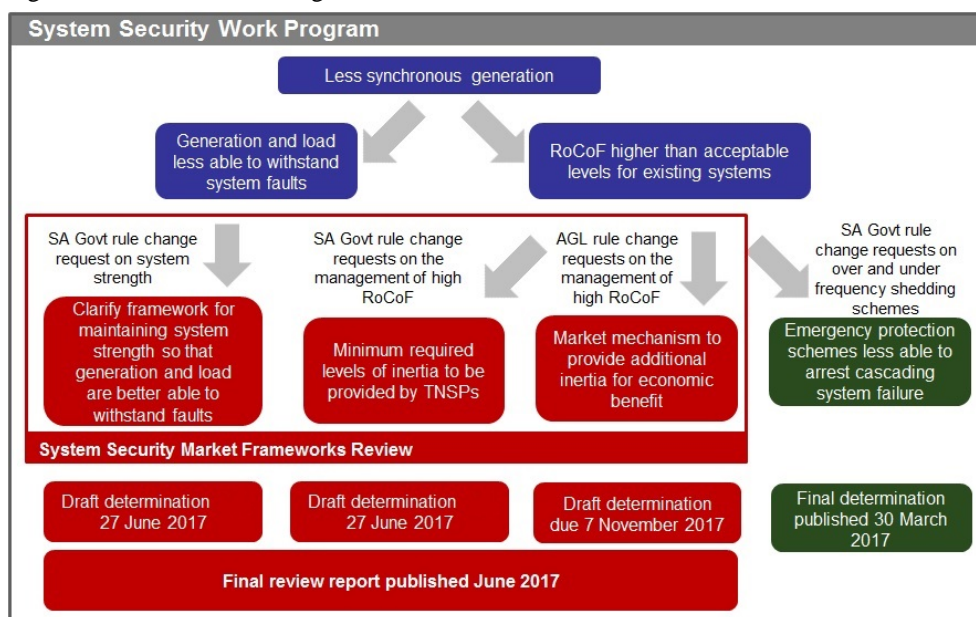 System Security Work Program
Less synchronous generation
Generation and load
less able to withstand
system faults
RoCoF higher than acceptable
levels for existing systems
SA Govt rule change
request on system
strength
SA Govt rule change
requests on the
management of high
RoCoF
AGL rule change
requests on the
management of
high RoCoF
SA Govt rule
change requests on
over and under
frequency shedding
schemes
Clarify framework for
maintaining system
strength so that
generation and load
are better able to
withstand faults
Minimum required
levels of inertia to be
provided by TNSPs
Market mechanism to
provide additional
inertia for economic
benefit
Emergency protection
schemes less able to
arrest cascading
system failure
System Security Market Frameworks Review
Draft determination
27 June 2017
Draft determination
27 June 2017
Draft determination
due 7 November 2017
Final determination
published 30 March
2017
Final review report published June 2017